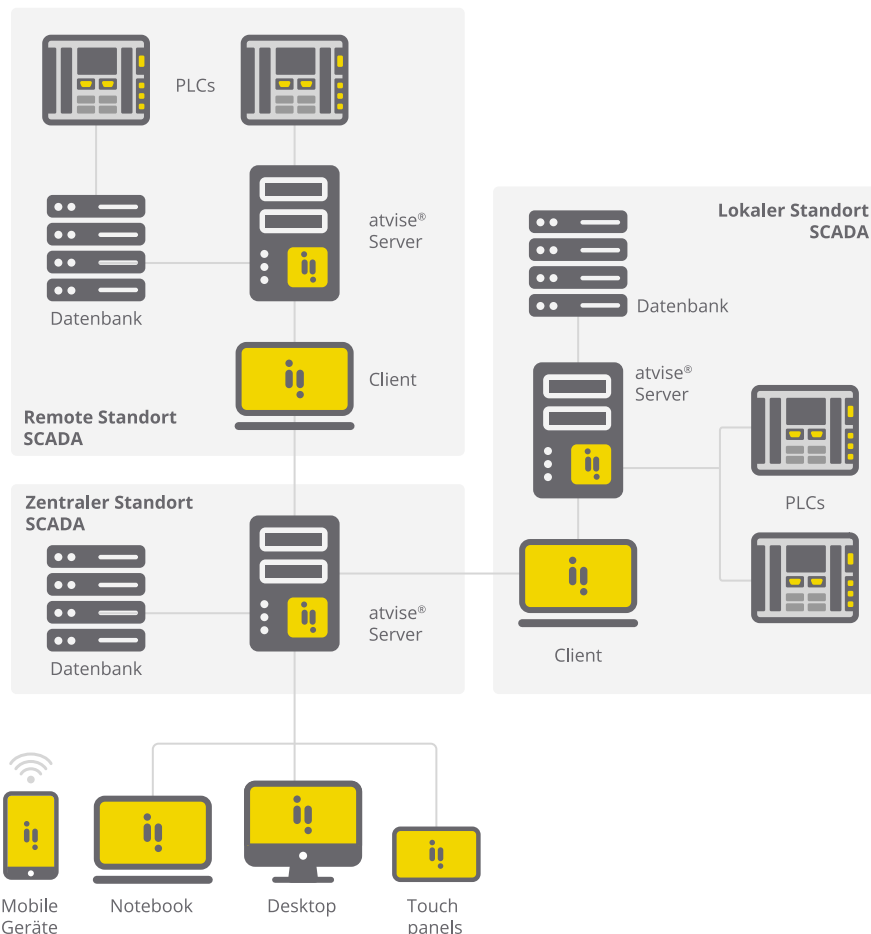 PLCs
atvise®
Server
Datenbank
Client
Remote Standort
SCADA
Lokaler Standort
SCADA
Datenbank
atvise®
Server
PLCs
Client
Zentraler Standort
SCADA
atvise®
Server
Datenbank
Mobile
Geräte
Notebook
Desktop
Touch
panels